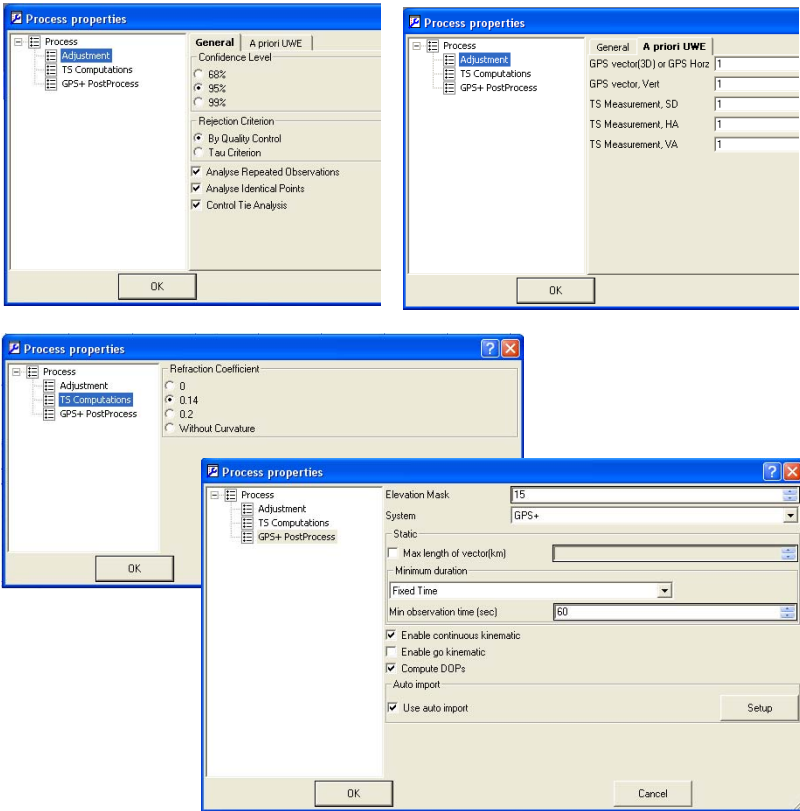 Process properties
Process
Adjustment
TS Computations
GPS+ PostProcess
General A priori UWE
Confidence Level
68%
95%
99%
Rejection Criterion
By Quality Control
Tau Criterion
Analyse Repeated Observations
Analyse Identical Points
Control Tie Analysis
OK
Process properties
Process
Adjustment
TS Computations
GPS+ PostProcess
General A priori UWE
GPS vector(3D) or GPS Horz 1
GPS vector, Vert 1
TS Measurement, SD 1
TS Measurement, HA 1
TS Measurement, VA 1
OK
Process properties
Process
Adjustment
TS Computations
GPS+ PostProcess
Refraction Coefficient
0
0.14
0.2
Without Curvature
OK
Process properties
Process
Adjustment
TS Computations
GPS+ PostProcess
Elevation Mask 15
System GPS+
Static
Max length of vector(km)
Minimum duration
Fixed Time
Min observation time (sec) 60
Enable continuous kinematic
Enable go kinematic
Compute DOPs
Auto import
Use auto import Setup
OK Cancel